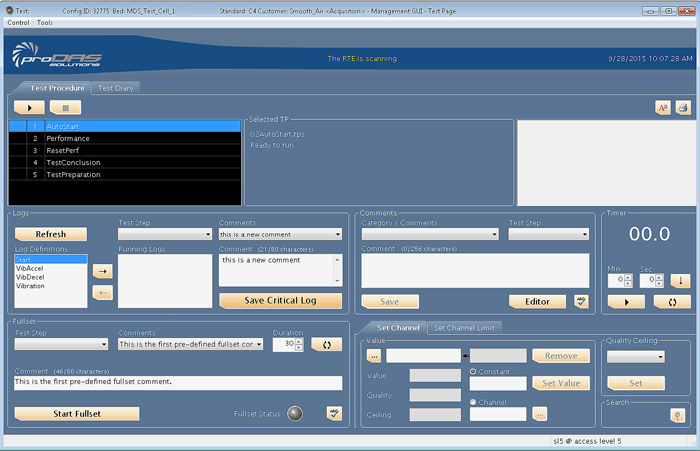 Test: Config ID: 32775: Bed: MDS_Test_Cell_1 Standard: C4 Customer: Smooth_Air <Acquisition> - Management GUI - Test Page
Control Tools
proDAS
SOLUTIONS
The RTE is scanning
9/28/2015 10:07:28 AM
Test Procedure Test Diary
Aa
1 AutoStart
2 Performance
3 ResetPerf
4 TestConclusion
5 TestPreparation
Selected TP
02AutoStart.tps
Ready to run
Logs
Refresh
Test Step
Comments
this is a new comment
Log Definitions
Start
VibAccel
VibDecel
Vibration
Running Logs
Comment (21/80 characters)
this is a new comment
Save Critical Log
Comments
Category / Comments
Test Step
Comment (0/256 characters)
Save
Editor
Timer
00.0
Min Sec
0 0
Fullset
Test Step
Comments
This is the first pre-defined fullset cor
Duration
30
Comment (46/80 characters)
This is the first pre-defined fullset comment.
Start Fullset
Fullset Status
Set Channel Set Channel Limit
Value
...
Remove
Value
Constant
Set Value
Quality
Channel
Ceiling
...
Quality Ceiling
Set
Search
sl5 @ access level 5